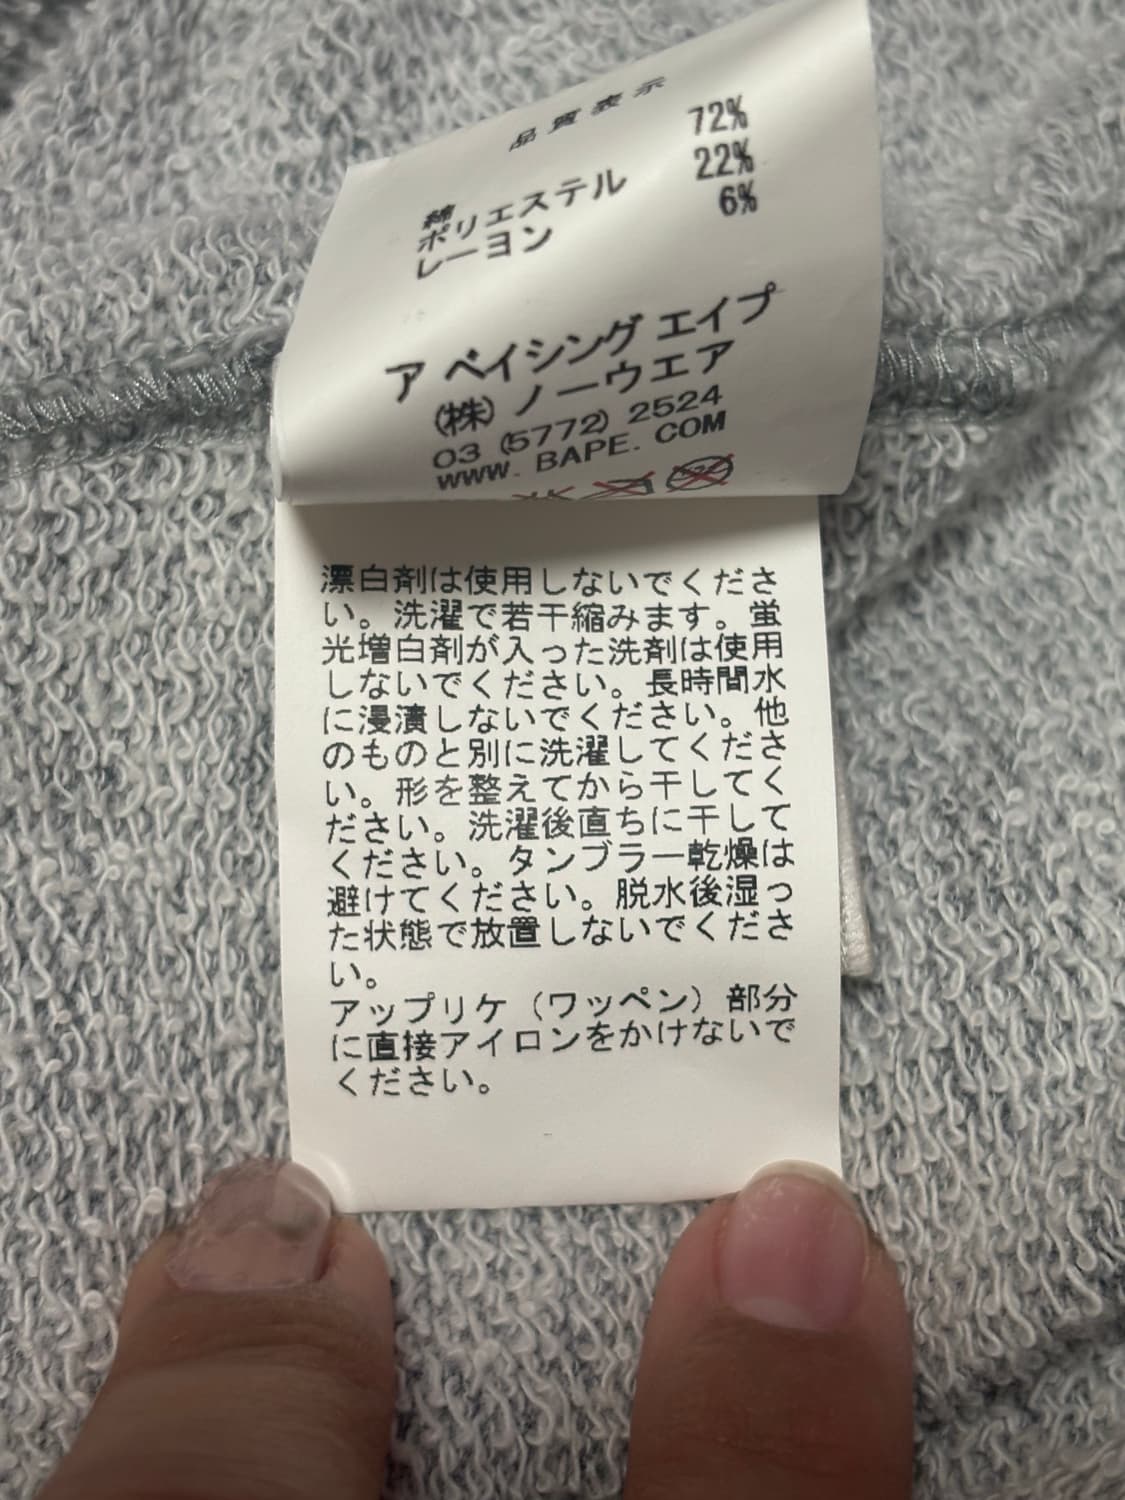 品質表示
綿 72%
ポリエステル 22%
レーヨン 6%
ア ベイシング エイプ
(株) ノーウエア
03 (5772) 2524
WWW. BAPE. COM
漂白剤は使用しないでくださ
い。洗濯で若干縮みます。蛍
光増白剤が入った洗剤は使用
しないでください。長時間水
に浸漬しないでください。他
のものと別に洗濯してくださ
い。形を整えてから干してく
ださい。洗濯後直ちに干して
ください。タンブラー乾燥は
避けてください。脱水後湿っ
た状態で放置しないでくださ
い。
アップリケ（ワッペン）部分
に直接アイロンをかけないで
ください。